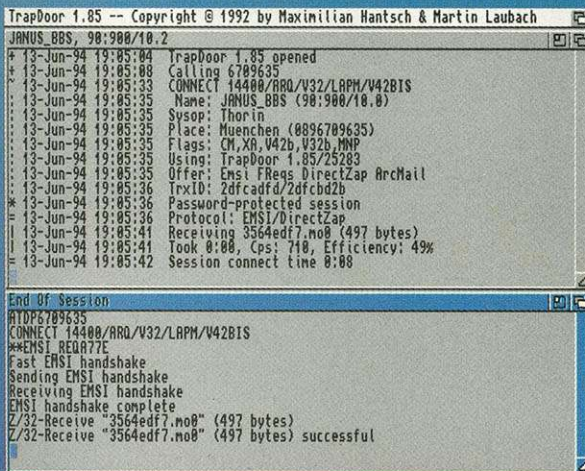 TrapDoor 1.85 -- Copyright © 1992 by Maximilian Hantsch & Martin Laubach
JANUS_BBS, 90:900/10.2
+ 13-Jun-94 19:05:04 TrapDoor 1.85 opened
+ 13-Jun-94 19:05:08 Calling 6709635
~ 13-Jun-94 19:05:33 CONNECT 14400/ARQ/V32/LAPM/V42BIS
: 13-Jun-94 19:05:35 Name: JANUS_BBS (90:900/10.0)
: 13-Jun-94 19:05:35 Sysop: Thorin
: 13-Jun-94 19:05:35 Place: Muenchen (0896709635)
: 13-Jun-94 19:05:35 Flags: CM,XA,V42b,V32b,MNP
: 13-Jun-94 19:05:35 Using: TrapDoor 1.85/25283
: 13-Jun-94 19:05:35 Offer: Emsi FReqs DirectZap ArcMail
: 13-Jun-94 19:05:36 TrxID: 2dfcadfd/2dfcbd2b
* 13-Jun-94 19:05:36 Password-protected session
= 13-Jun-94 19:05:36 Protocol: EMSI/DirectZap
| 13-Jun-94 19:05:41 Receiving 3564edf7.mo0 (497 bytes)
| 13-Jun-94 19:05:41 Took 0:00, Cps: 710, Efficiency: 49%
= 13-Jun-94 19:05:42 Session connect time 0:08
End Of Session
ATDP6709635
CONNECT 14400/ARQ/V32/LAPM/V42BIS
**EMSI_REQA77E
Fast EMSI handshake
Sending EMSI handshake
Receiving EMSI handshake
EMSI handshake complete
Z/32-Receive "3564edf7.mo0" (497 bytes)
Z/32-Receive "3564edf7.mo0" (497 bytes) successful